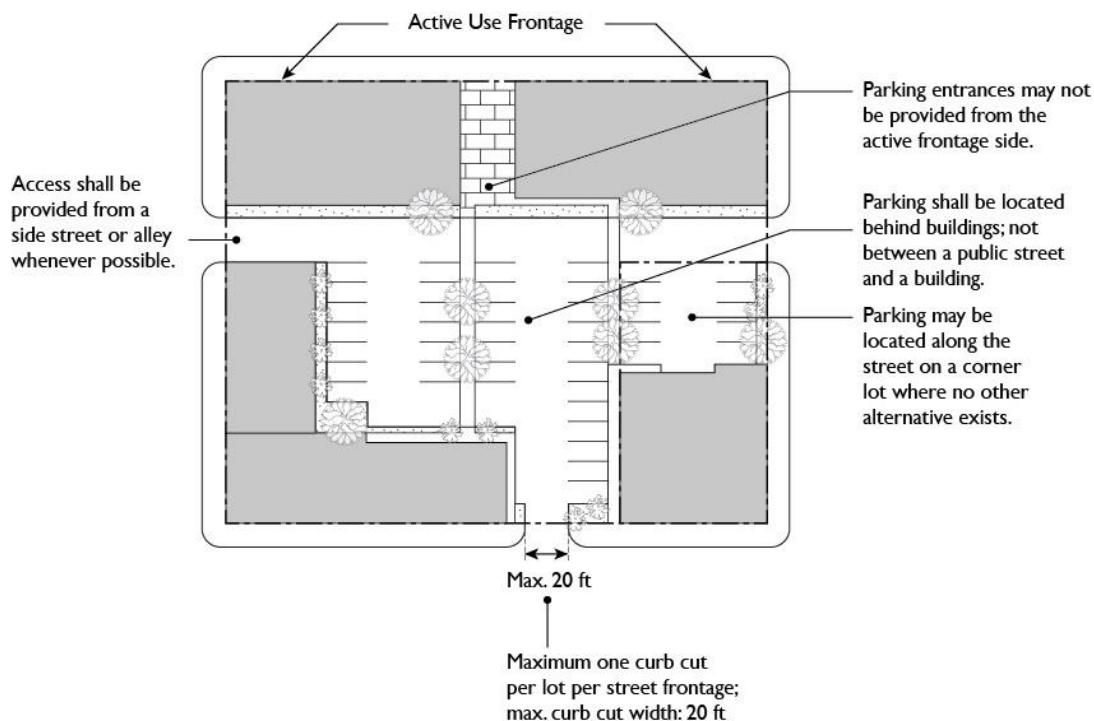 Active Use Frontage
Parking entrances may not
be provided from the
active frontage side.
Access shall be
provided from a
side street or alley
whenever possible.
Parking shall be located
behind buildings; not
between a public street
and a building.
Parking may be
located along the
street on a corner
lot where no other
alternative exists.
Max. 20 ft
Maximum one curb cut
per lot per street frontage;
max. curb cut width: 20 ft